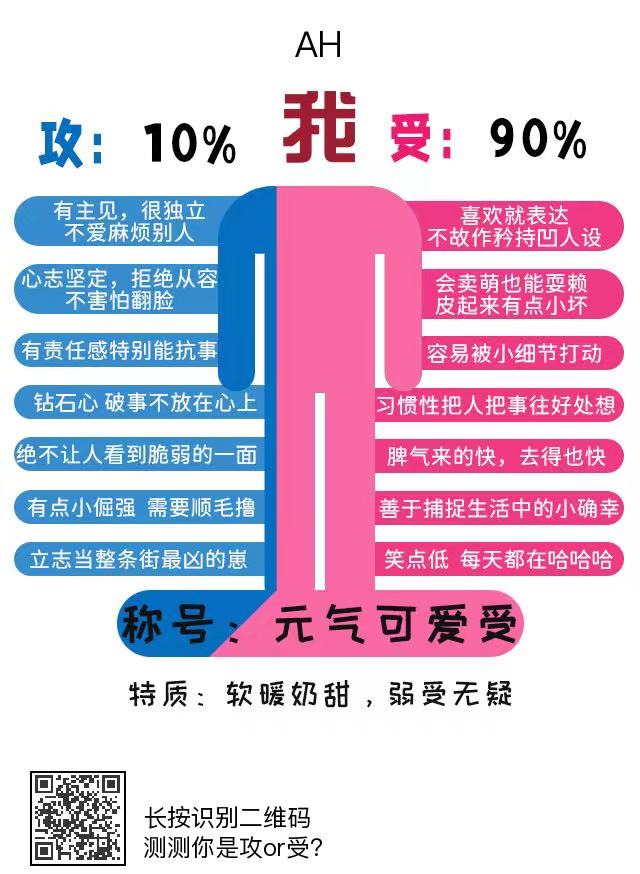 AH
攻：10%
我
受：90%
有主见，很独立
不爱麻烦别人
心志坚定，拒绝从容
不害怕翻脸
有责任感特别能抗事
钻石心 破事不放在心上
绝不让人看到脆弱的一面
有点小倔强 需要顺毛撸
立志当整条街最凶的崽
喜欢就表达
不故作矜持凹人设
会卖萌也能耍赖
皮起来有点小坏
容易被小细节打动
习惯性把人把事往好处想
脾气来的快，去得也快
善于捕捉生活中的小确幸
笑点低 每天都在哈哈哈
称号：元气可爱受
特质：软暖奶甜，弱受无疑
长按识别二维码
测测你是攻or受？